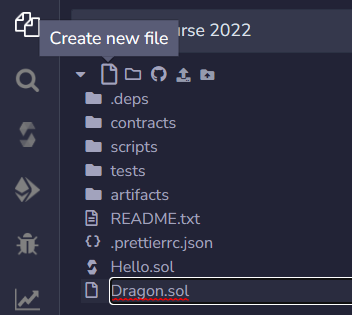 Create new file
urse 2022
.deps
contracts
scripts
tests
artifacts
README.txt
.prettierrc.json
Hello.sol
Dragon.sol